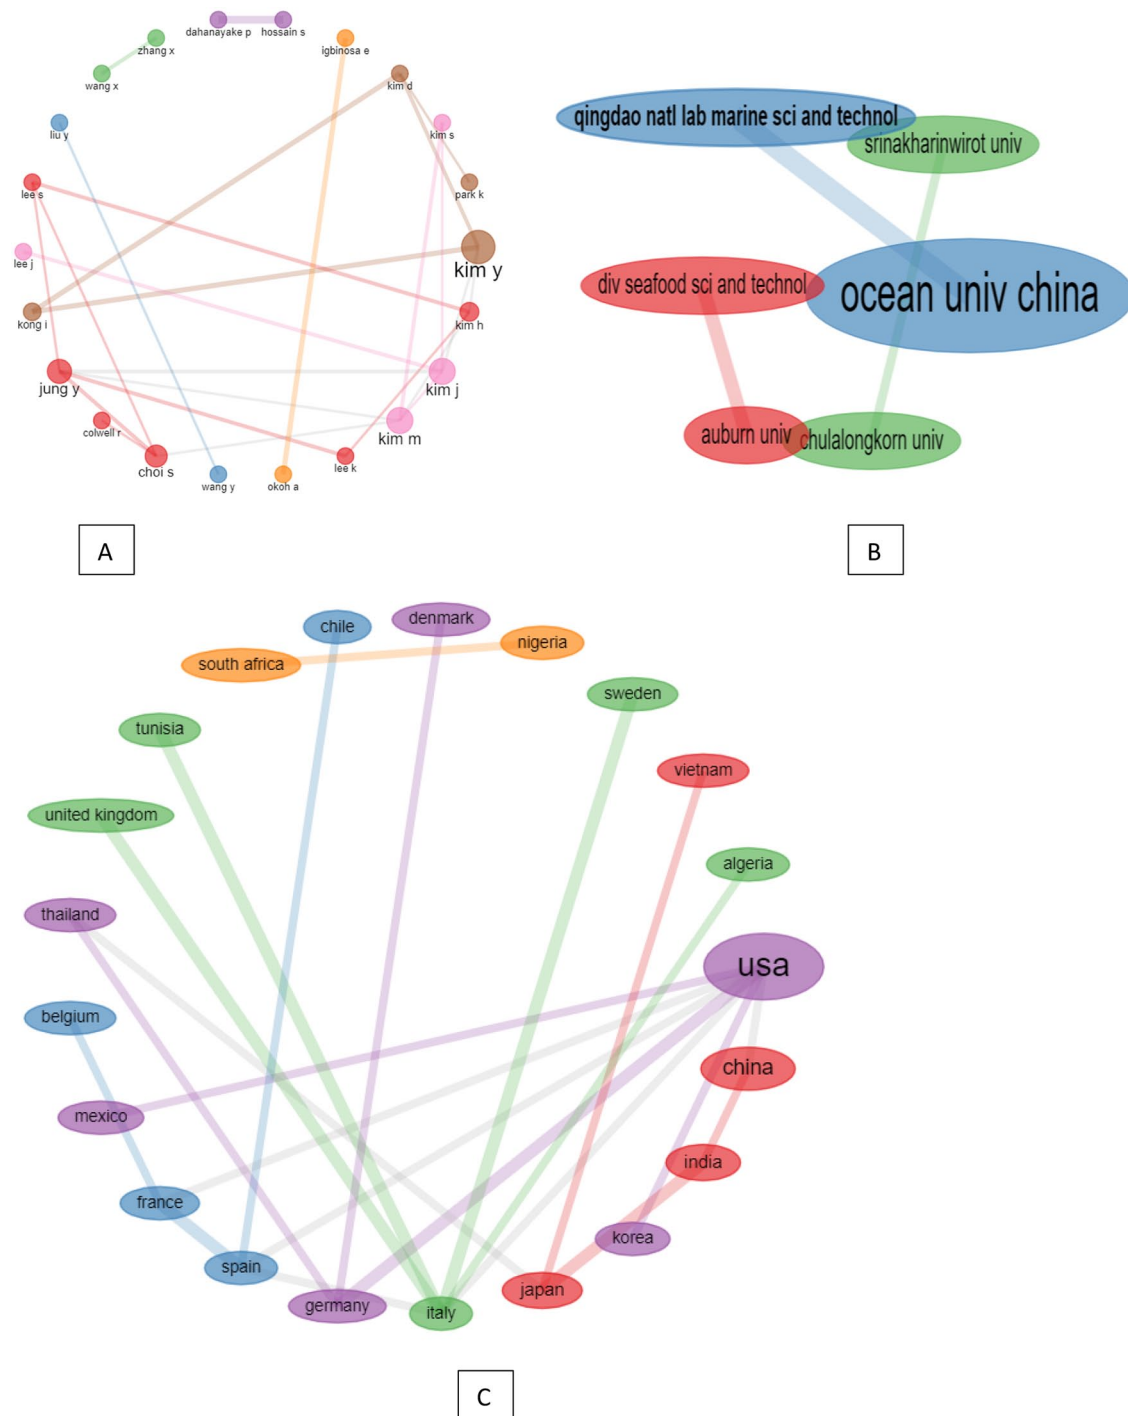 dahanayake p
hossain s
zhang x
igbinosa e
wang x
kim d
liu y
kim s
lee s
park k
lee j
kim y
kong i
kim h
jung y
kim j
colwell r
kim m
choi s
lee k
wang y
okoh a
A
qingdao natl lab marine sci and technol
srinakharinwirot univ
div seafood sci and technol
ocean univ china
auburn univ
chulalongkorn univ
B
chile
denmark
nigeria
south africa
sweden
tunisia
vietnam
united kingdom
algeria
thailand
usa
belgium
china
mexico
india
france
korea
spain
japan
germany
italy
C